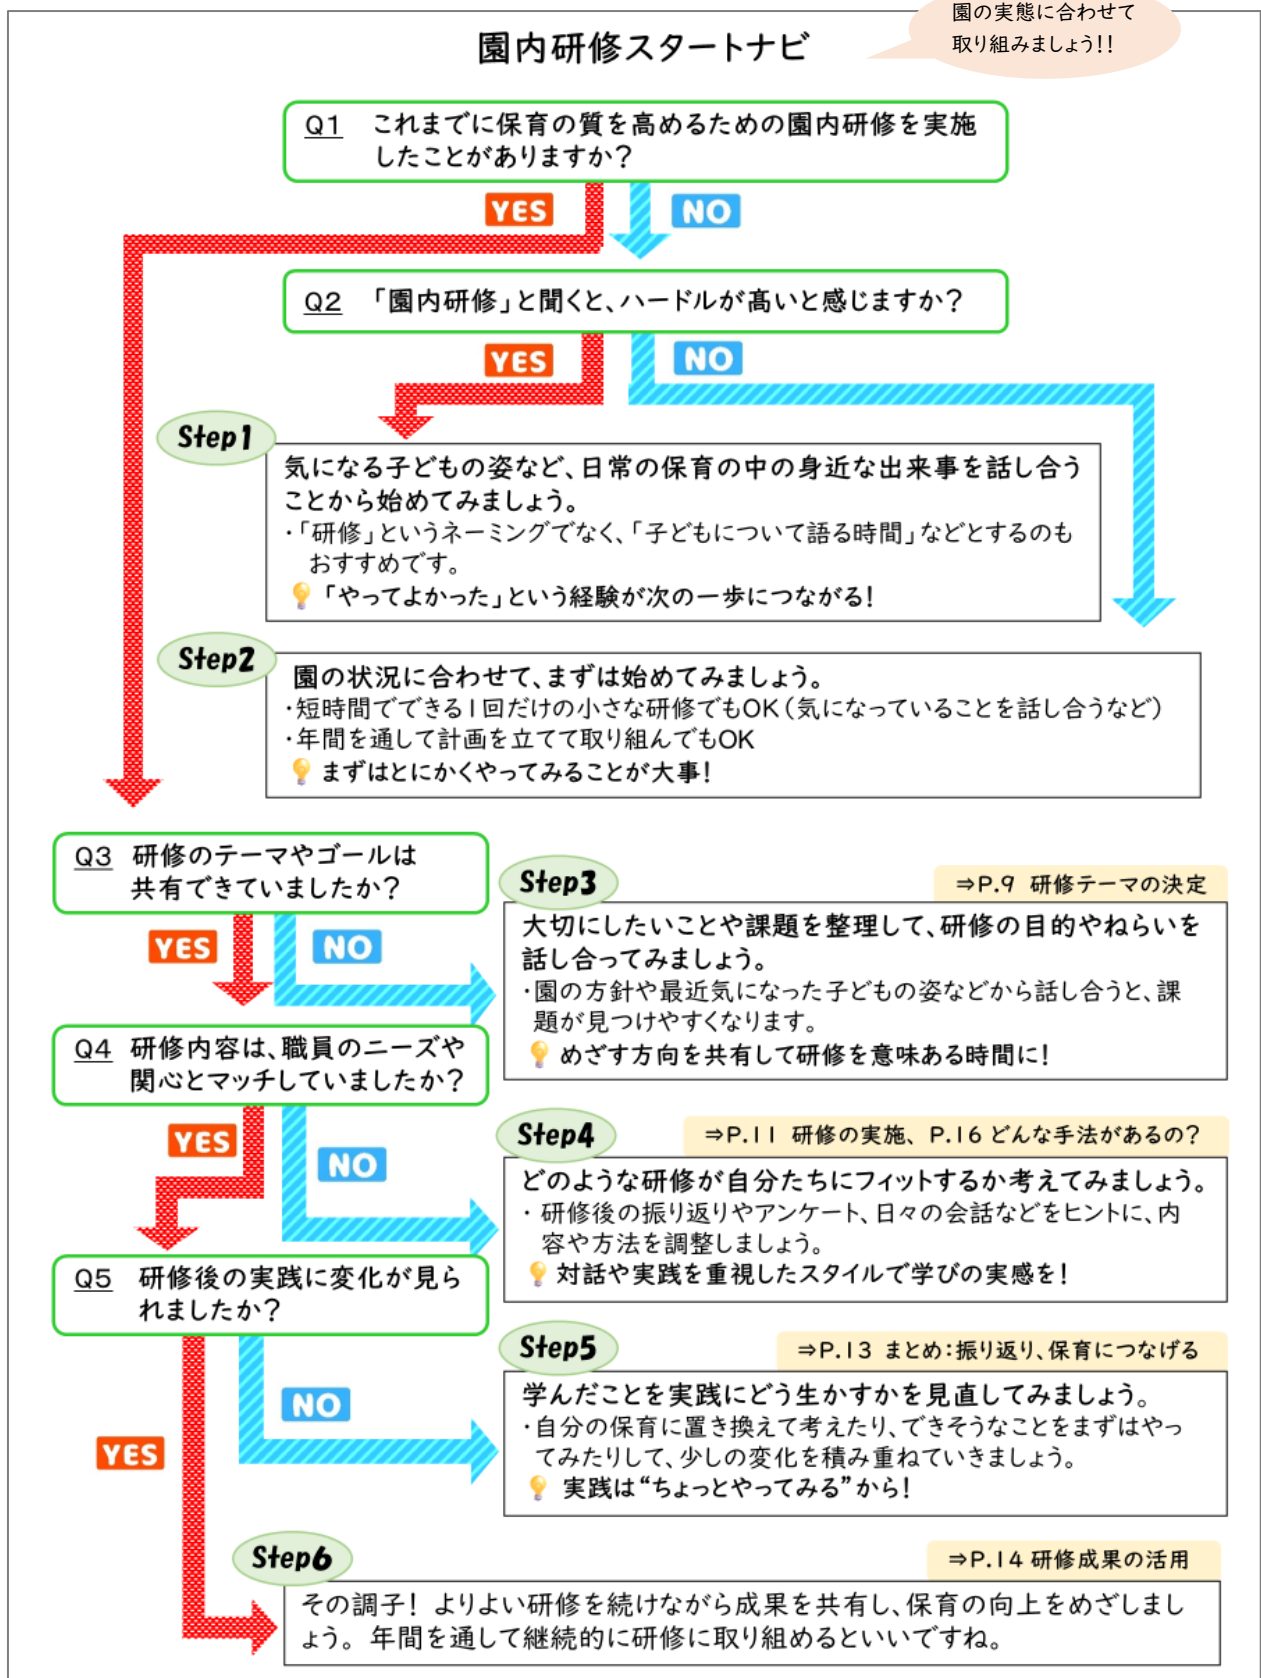 園の実態に合わせて
取り組みましょう!!
園内研修スタートナビ
Q1 これまでに保育の質を高めるための園内研修を実施
したことがありますか?
YES
NO
Q2 「園内研修」と聞くと、ハードルが髙いと感じますか?
YES
NO
Step1
気になる子どもの姿など、日常の保育の中の身近な出来事を話し合う
ことから始めてみましょう。
・「研修」というネーミングでなく、「子どもについて語る時間」などとするのも
おすすめです。
「やってよかった」という経験が次の一歩につながる!
Step2
園の状況に合わせて、まずは始めてみましょう。
・短時間でできる1回だけの小さな研修でもOK(気になっていることを話し合うなど)
・年間を通して計画を立てて取り組んでもOK
まずはとにかくやってみることが大事!
Q3 研修のテーマやゴールは
共有できていましたか?
YES
NO
Step3
⇒P.9 研修テーマの決定
大切にしたいことや課題を整理して、研修の目的やねらいを
話し合ってみましょう。
・園の方針や最近気になった子どもの姿などから話し合うと、課
題が見つけやすくなります。
めざす方向を共有して研修を意味ある時間に!
Q4 研修内容は、職員のニーズや
関心とマッチしていましたか?
YES
NO
Step4
⇒P.11 研修の実施、P.16 どんな手法があるの?
どのような研修が自分たちにフィットするか考えてみましょう。
・研修後の振り返りやアンケート、日々の会話などをヒントに、内
容や方法を調整しましょう。
対話や実践を重視したスタイルで学びの実感を!
Q5 研修後の実践に変化が見ら
れましたか?
YES
NO
Step5
⇒P.13 まとめ:振り返り、保育につなげる
学んだことを実践にどう生かすかを見直してみましょう。
・自分の保育に置き換えて考えたり、できそうなことをまずはやっ
てみたりして、少しの変化を積み重ねていきましょう。
実践は“ちょっとやってみる”から!
Step6
⇒P.14 研修成果の活用
その調子! よりよい研修を続けながら成果を共有し、保育の向上をめざしまし
ょう。年間を通して継続的に研修に取り組めるといいですね。